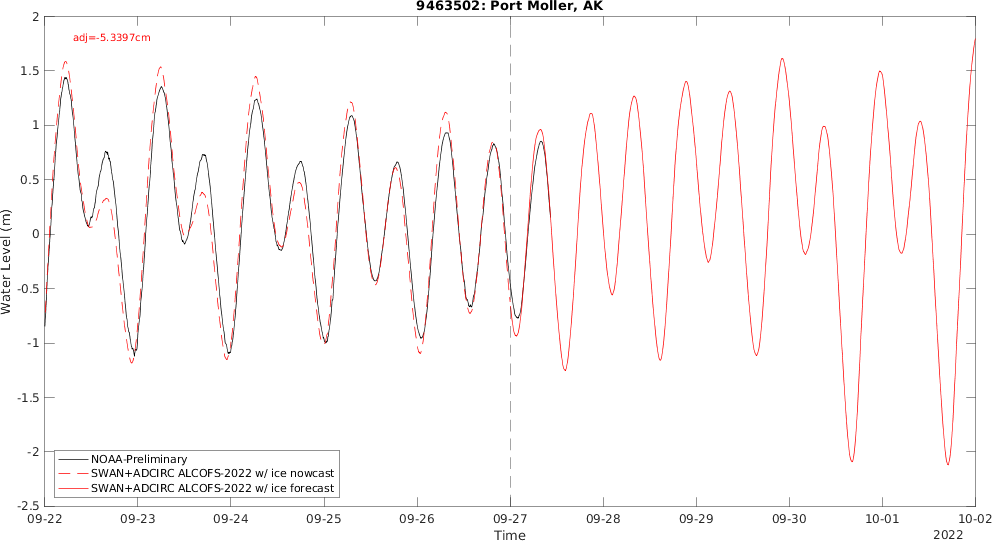 9463502: Port Moller, AK
adj=-5.3397cm
2
1.5
1
0.5
0
-0.5
-1
-1.5
-2
-2.5
Water Level (m)
NOAA-Preliminary
SWAN+ADCIRC ALCOFS-2022 w/ ice nowcast
SWAN+ADCIRC ALCOFS-2022 w/ ice forecast
09-22 09-23 09-24 09-25 09-26 09-27 09-28 09-29 09-30 10-01 10-02
Time
2022